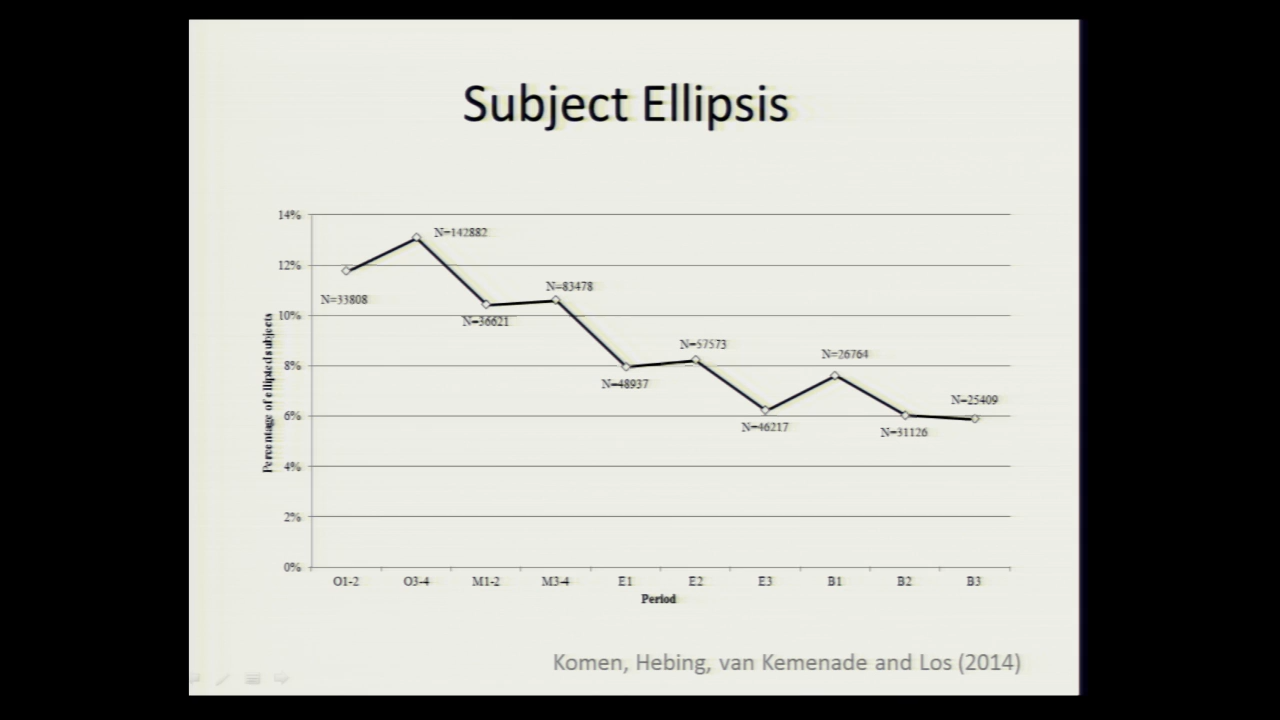 Subject Ellipsis
14%
N=142882
12%
N=83478
N=33808
10%
N=36621
N=57573
N=26764
8%
N=48937
N=25409
6%
N=46217
N=31126
4%
2%
0%
Percentage of ellipted subjects
O1-2 O3-4 M1-2 M3-4 E1 E2 E3 B1 B2 B3
Period
Komen, Hebing, van Kemenade and Los (2014)